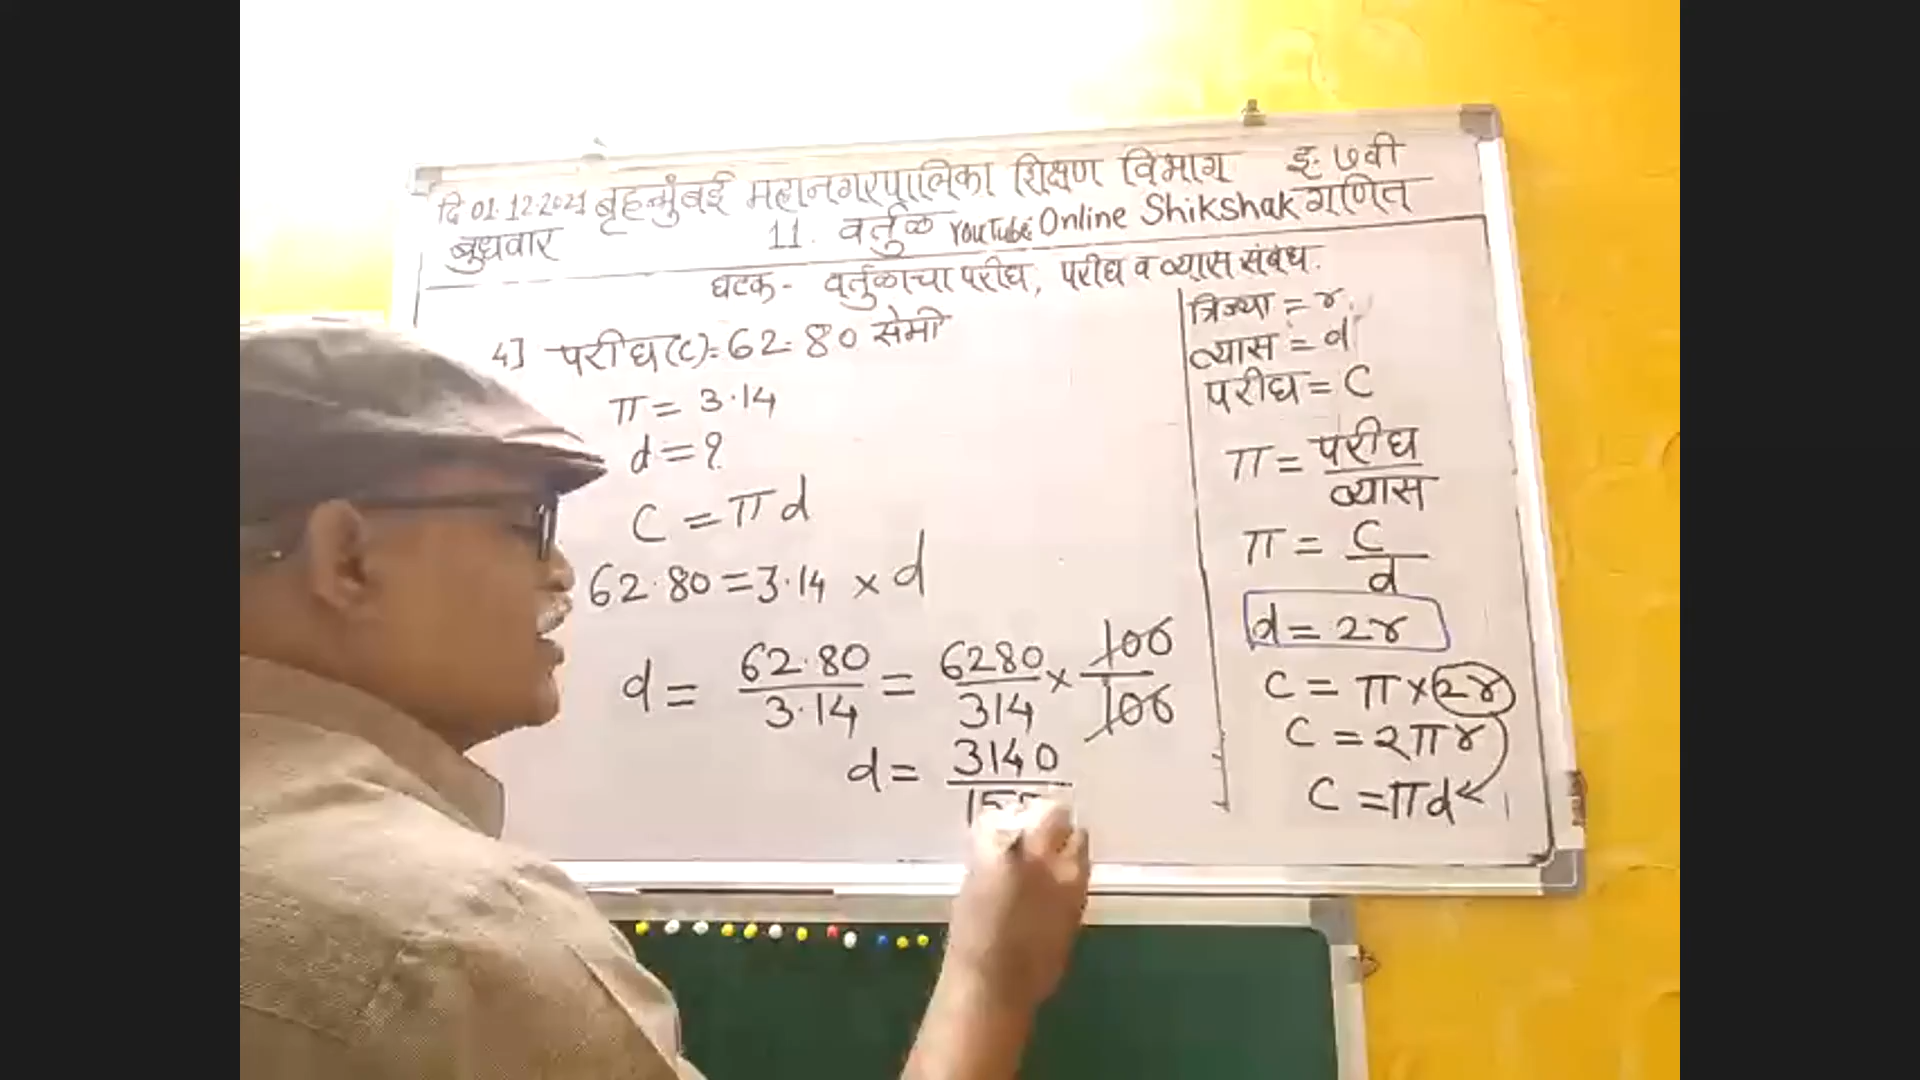 दि 01.12.2021 बृहन्मुंबई महानगरपालिका शिक्षण विभाग इ. ७वी
बुधवार 11. वर्तुळ YouTube: Online Shikshak गणित
घटक - वर्तुळाचा परीघ, परीघ व व्यास संबंध.
4] परीघ (c) = 62.80 सेमी
π = 3.14
d = ?
C = π d
62.80 = 3.14 × d
d = 62.80 / 3.14 = 6280 / 314 × 100 / 100
d = 3140 /
त्रिज्या = r.
व्यास = d
परीघ = C
π = परीघ / व्यास
π = C / d
d = 2r
C = π × 2r
C = 2πr
C = πd